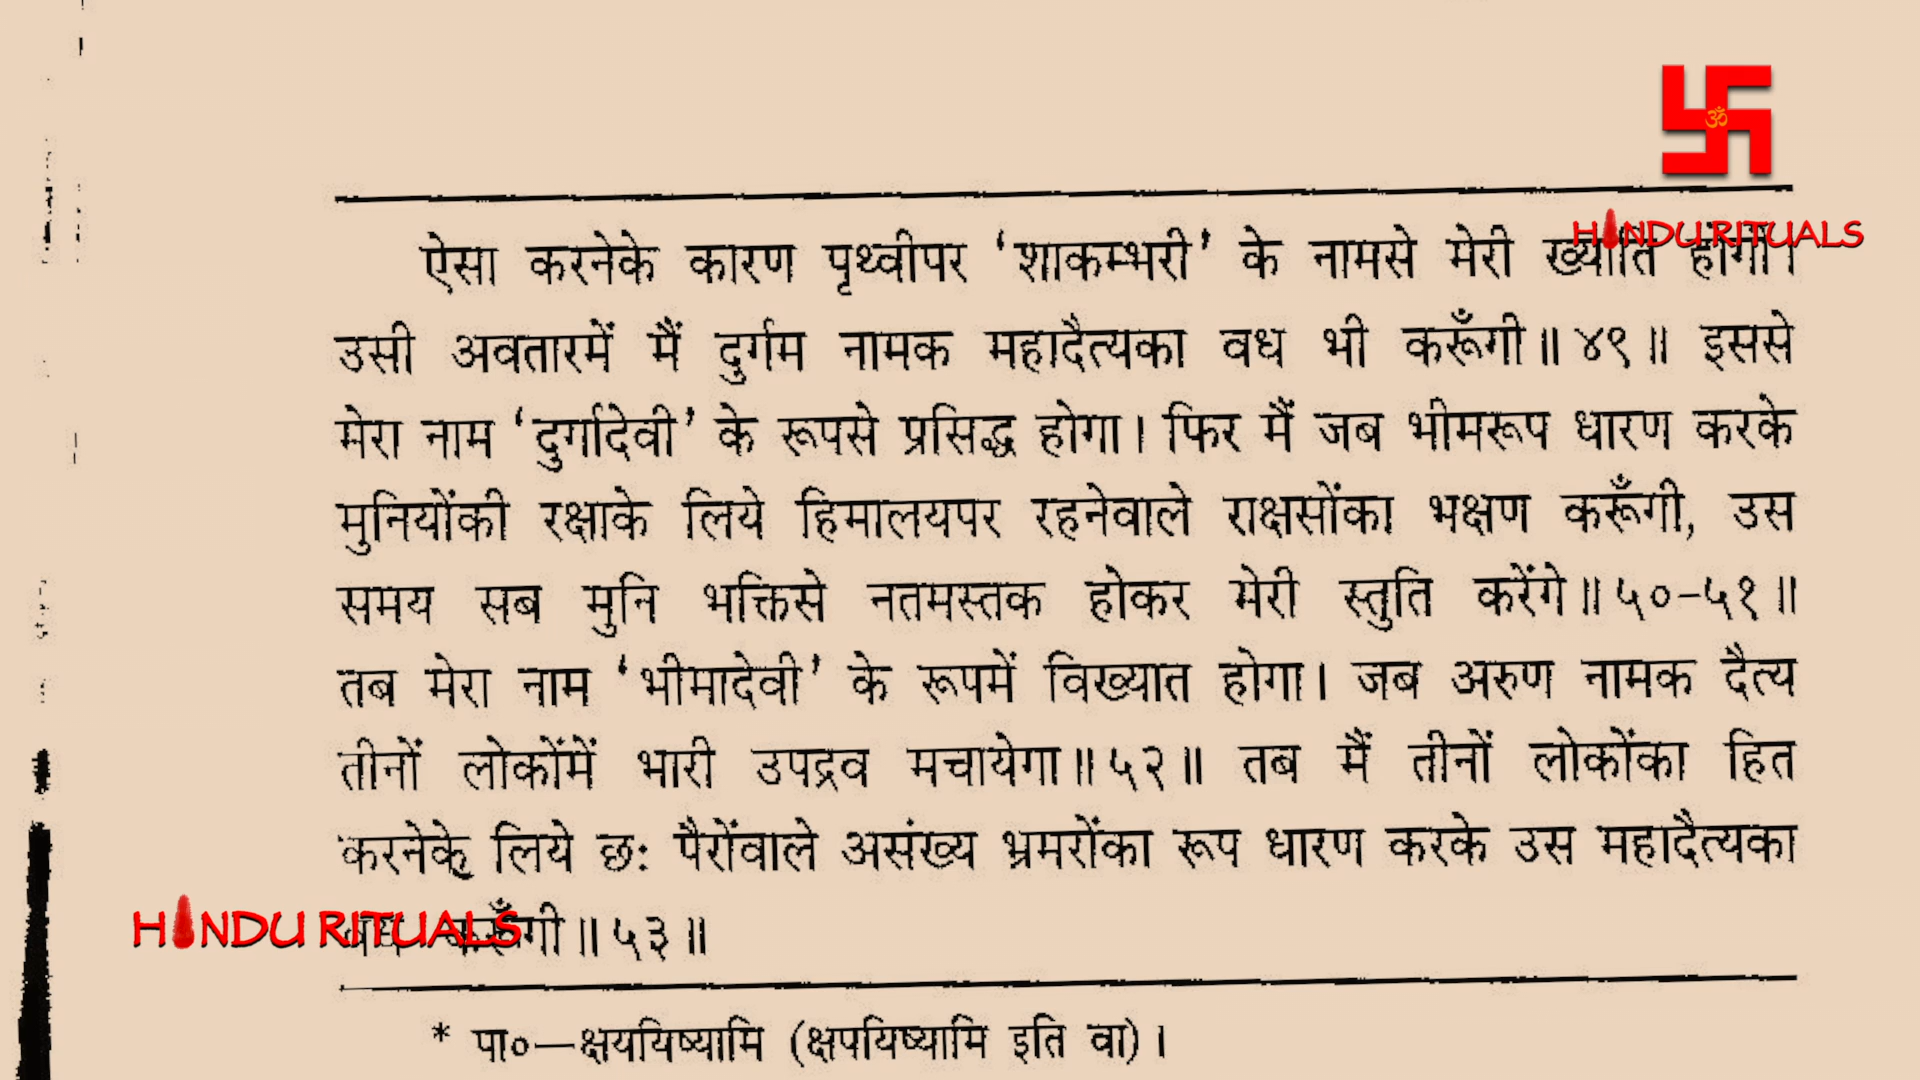 ॐ
HINDU RITUALS
ऐसा करनेके कारण पृथ्वीपर ‘शाकम्भरी’ के नामसे मेरी ख्याति होगी।
उसी अवतारमें मैं दुर्गम नामक महादैत्यका वध भी करूँगी॥ ४९॥ इससे
मेरा नाम ‘दुर्गादेवी’ के रूपसे प्रसिद्ध होगा। फिर मैं जब भीमरूप धारण करके
मुनियोंकी रक्षाके लिये हिमालयपर रहनेवाले राक्षसोंका भक्षण करूँगी, उस
समय सब मुनि भक्तिसे नतमस्तक होकर मेरी स्तुति करेंगे॥ ५०-५१॥
तब मेरा नाम ‘भीमादेवी’ के रूपमें विख्यात होगा। जब अरुण नामक दैत्य
तीनों लोकोंमें भारी उपद्रव मचायेगा॥ ५२॥ तब मैं तीनों लोकोंका हित
करनेके लिये छः पैरोंवाले असंख्य भ्रमरोंका रूप धारण करके उस महादैत्यका
वध करूँगी॥ ५३॥
HINDU RITUALS
* पा०—क्षययिष्यामि (क्षपयिष्यामि इति वा)।